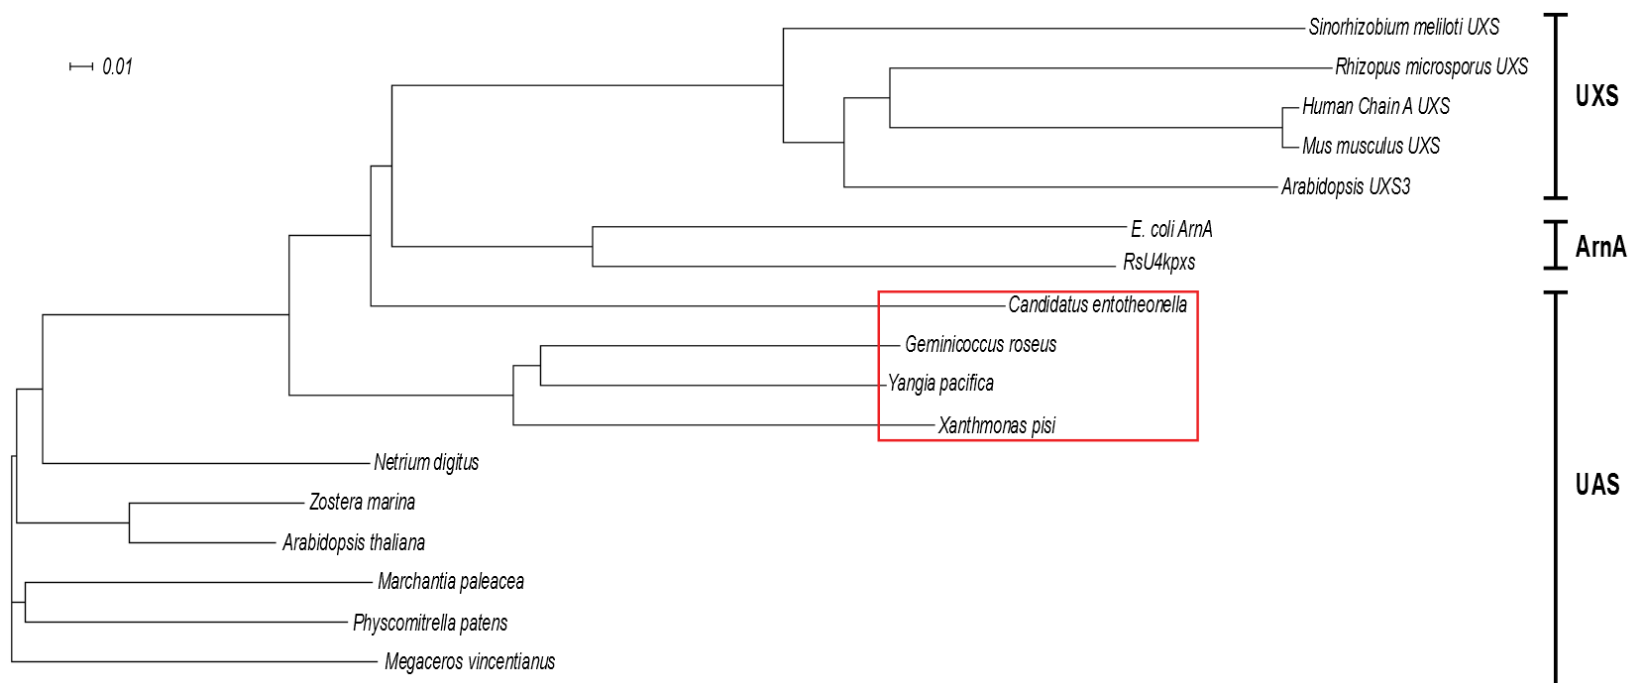 Sinorhizobium meliloti UXS
0.01
Rhizopus microsporus UXS
UXS
Human Chain A UXS
Mus musculus UXS
Arabidopsis UXS3
E. coli ArnA
ArnA
RsU4kpxs
Candidatus entotheonella
Geminicoccus roseus
Yangia pacifica
Xanthmonas pisi
Netrium digitus
UAS
Zostera marina
Arabidopsis thaliana
Marchantia paleacea
Physcomitrella patens
Megaceros vincentianus